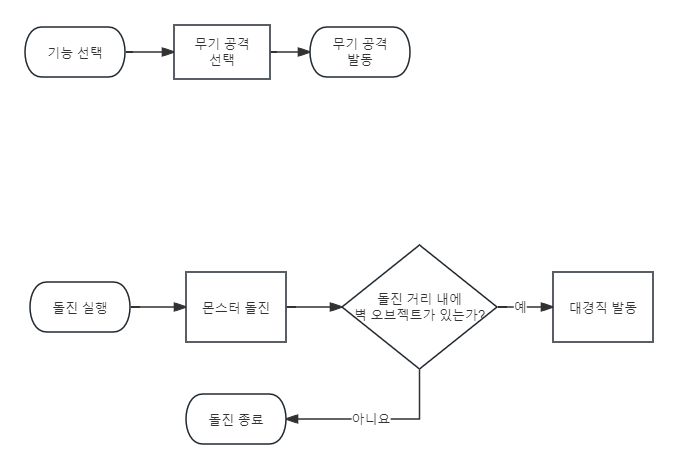 기능 선택
무기 공격
선택
무기 공격
발동
돌진 실행
몬스터 돌진
돌진 거리 내에
벽 오브젝트가 있는가?
예
대경직 발동
아니요
돌진 종료